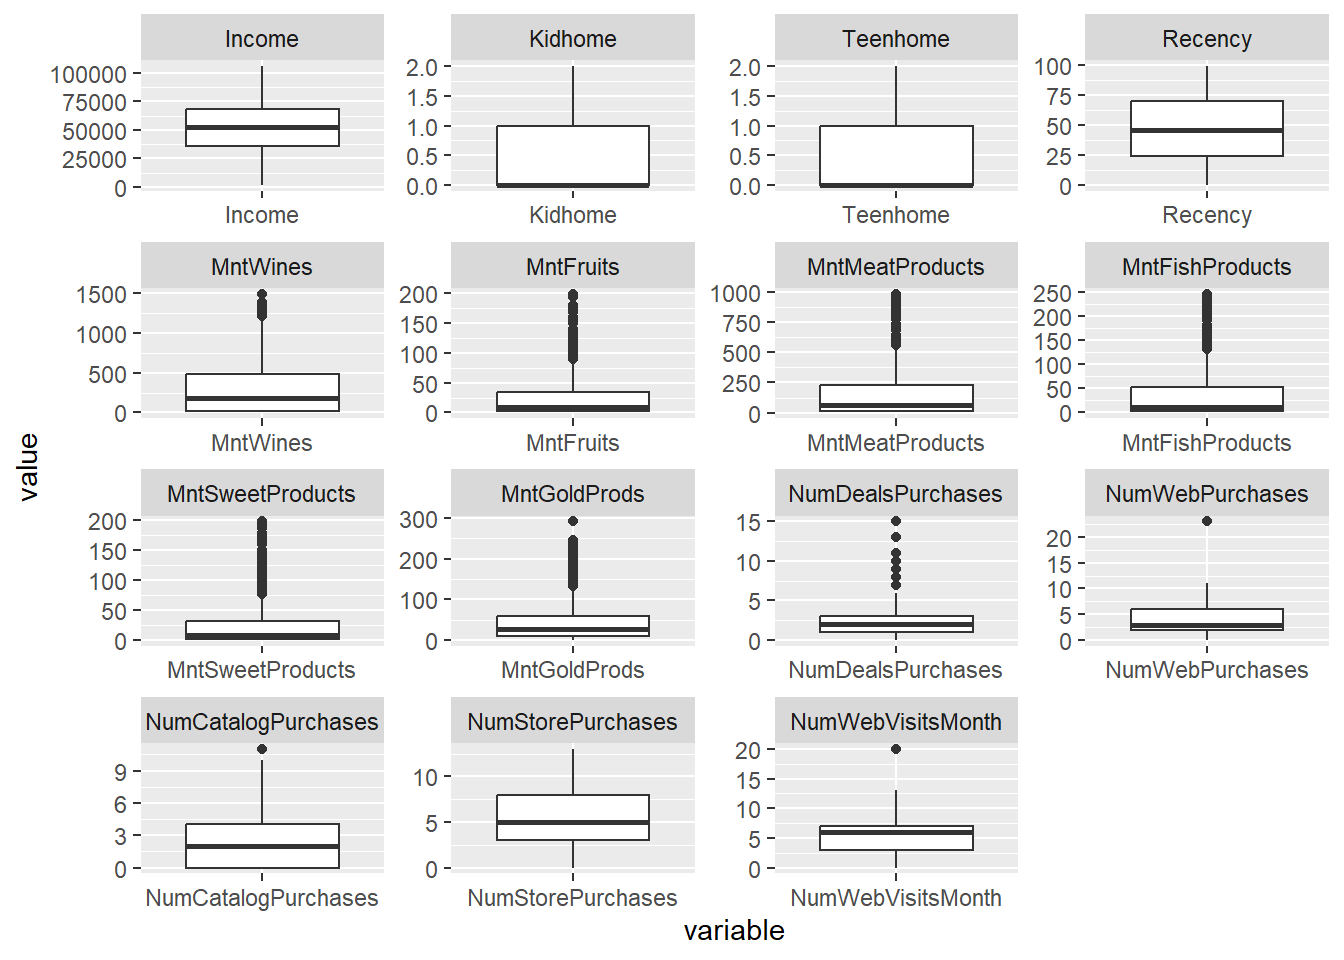 Income Kidhome Teenhome Recency
100000 75000 50000 25000 0
2.0 1.5 1.0 0.5 0.0
2.0 1.5 1.0 0.5 0.0
100 75 50 25 0
Income Kidhome Teenhome Recency
MntWines MntFruits MntMeatProducts MntFishProducts
1500 1000 500 0
200 150 100 50 0
1000 750 500 250 0
250 200 150 100 50 0
MntWines MntFruits MntMeatProducts MntFishProducts
value
MntSweetProducts MntGoldProds NumDealsPurchases NumWebPurchases
200 150 100 50 0
300 200 100 0
15 10 5 0
20 15 10 5 0
MntSweetProducts MntGoldProds NumDealsPurchases NumWebPurchases
NumCatalogPurchases NumStorePurchases NumWebVisitsMonth
9 6 3 0
10 5 0
20 15 10 5 0
NumCatalogPurchases NumStorePurchases NumWebVisitsMonth
variable